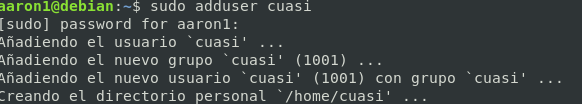 aaron1@debian:~$ sudo adduser cuasi
[sudo] password for aaron1:
Añadiendo el usuario `cuasi' ...
Añadiendo el nuevo grupo `cuasi' (1001) ...
Añadiendo el nuevo usuario `cuasi' (1001) con grupo `cuasi' ...
Creando el directorio personal `/home/cuasi' ...